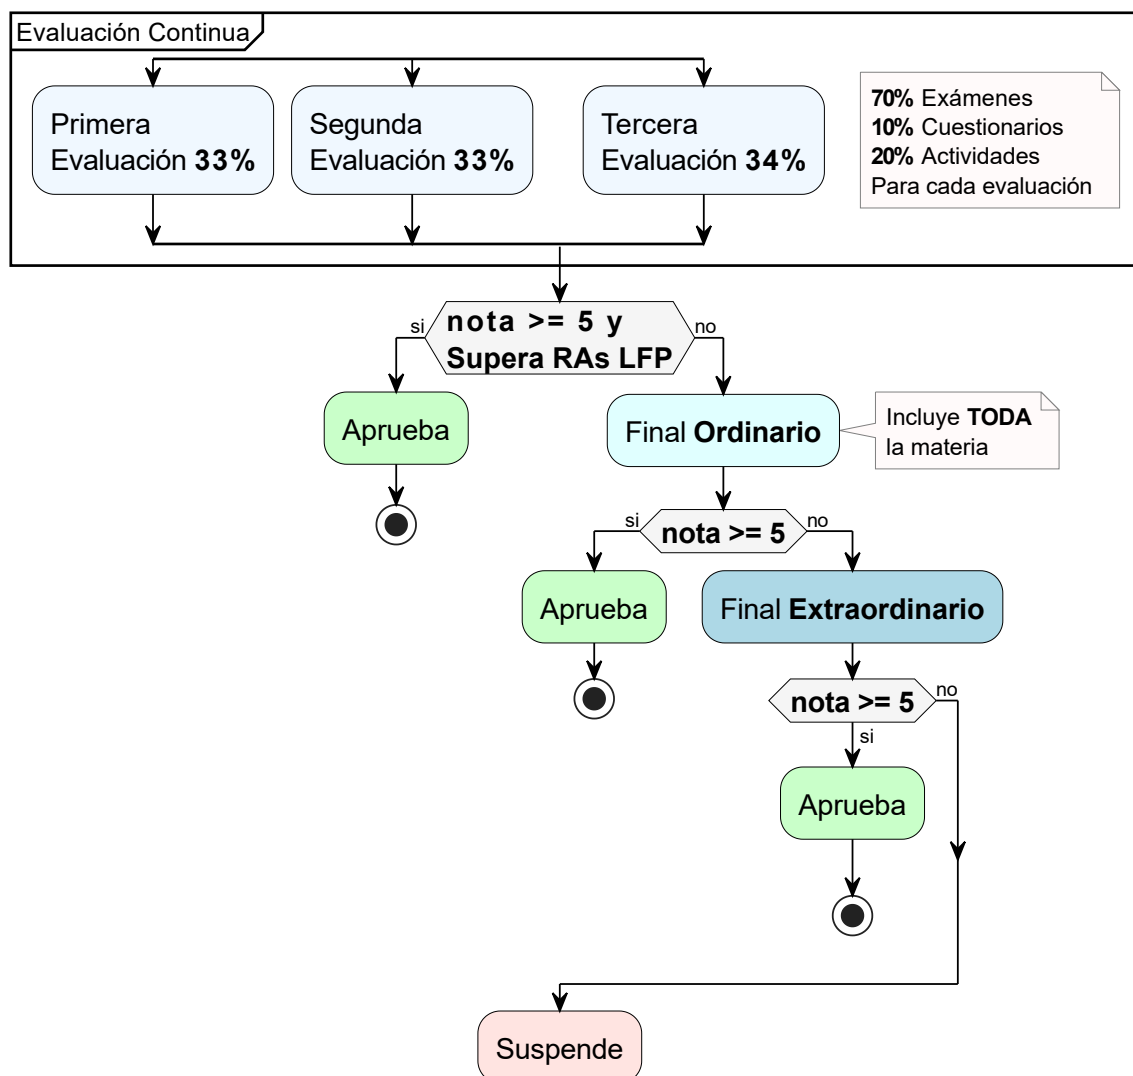 Evaluación Continua
Primera
Evaluación 33%
Segunda
Evaluación 33%
Tercera
Evaluación 34%
70% Exámenes
10% Cuestionarios
20% Actividades
Para cada evaluación
si
nota >= 5 y
Supera RAs LFP
no
Aprueba
Final Ordinario
Incluye TODA
la materia
si
nota >= 5
no
Aprueba
Final Extraordinario
nota >= 5
no
si
Aprueba
Suspende